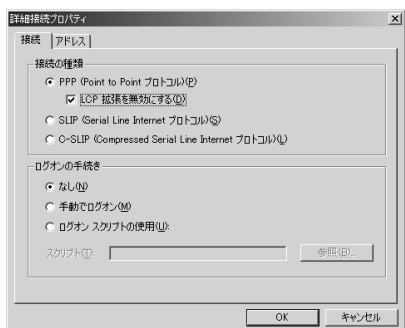 詳細接続プロパティ
接続
アドレス
接続の種類
PPP (Point to Point プロトコル)(P)
LCP 拡張を無効にする(D)
SLIP (Serial Line Internet プロトコル)(S)
C-SLIP (Compressed Serial Line Internet プロトコル)(L)
ログオンの手続き
なし(N)
手動でログオン(M)
ログオン スクリプトの使用(U):
スクリプト(T):
参照(B)...
OK
キャンセル